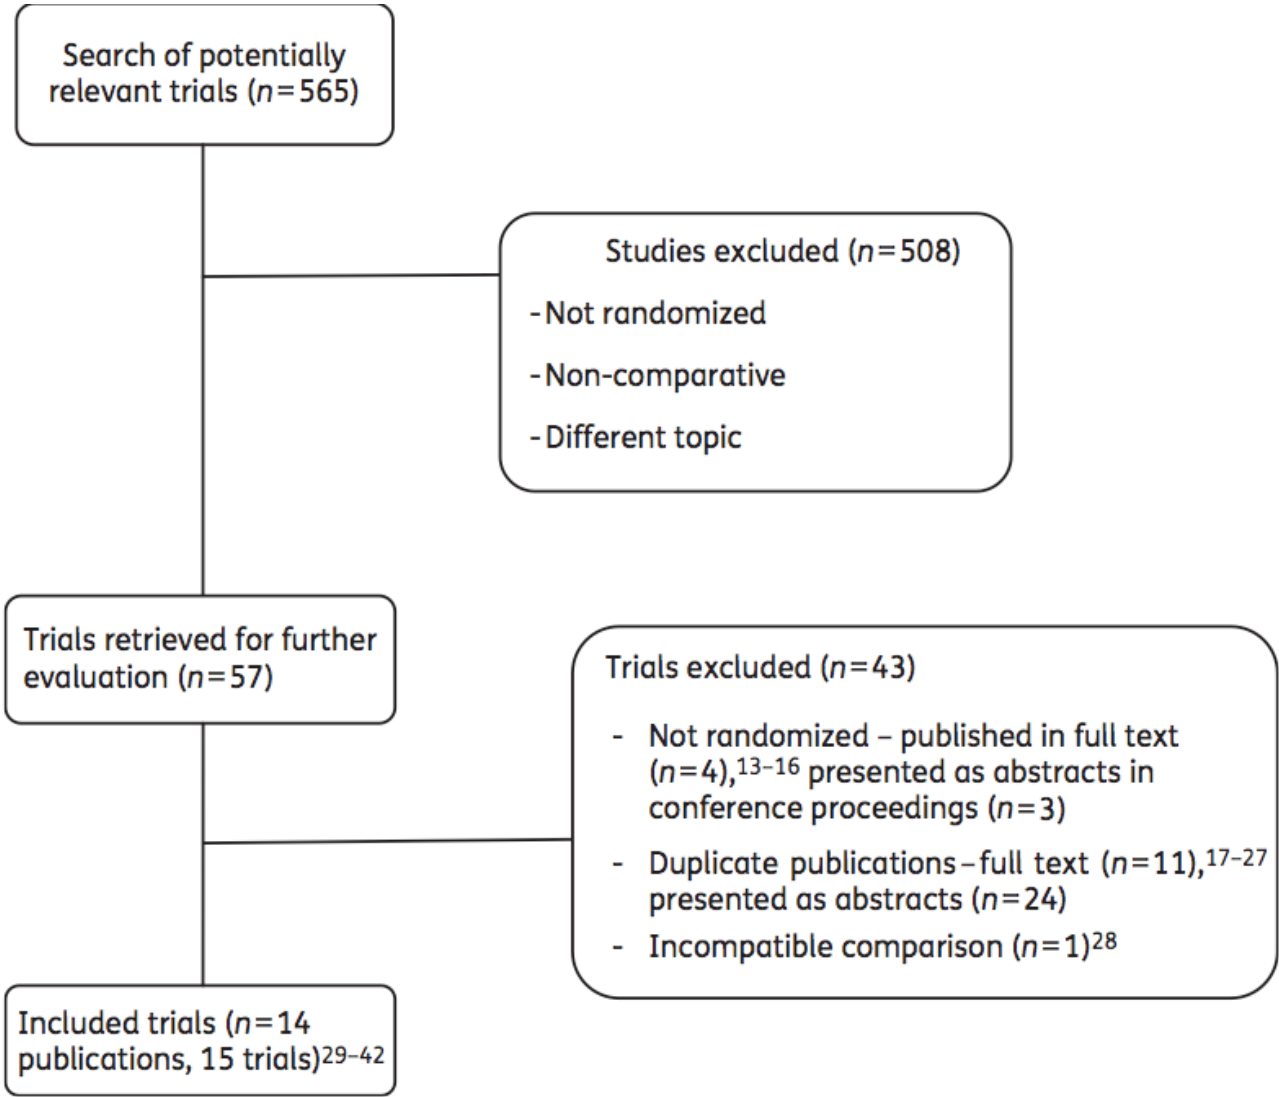 Search of potentially
relevant trials (n=565)
Studies excluded (n=508)
-Not randomized
-Non-comparative
-Different topic
Trials retrieved for further
evaluation (n=57)
Trials excluded (n=43)
- Not randomized – published in full text
(n=4),13–16 presented as abstracts in
conference proceedings (n=3)
- Duplicate publications–full text (n=11),17–27
presented as abstracts (n=24)
- Incompatible comparison (n=1)28
Included trials (n=14
publications, 15 trials)29–42